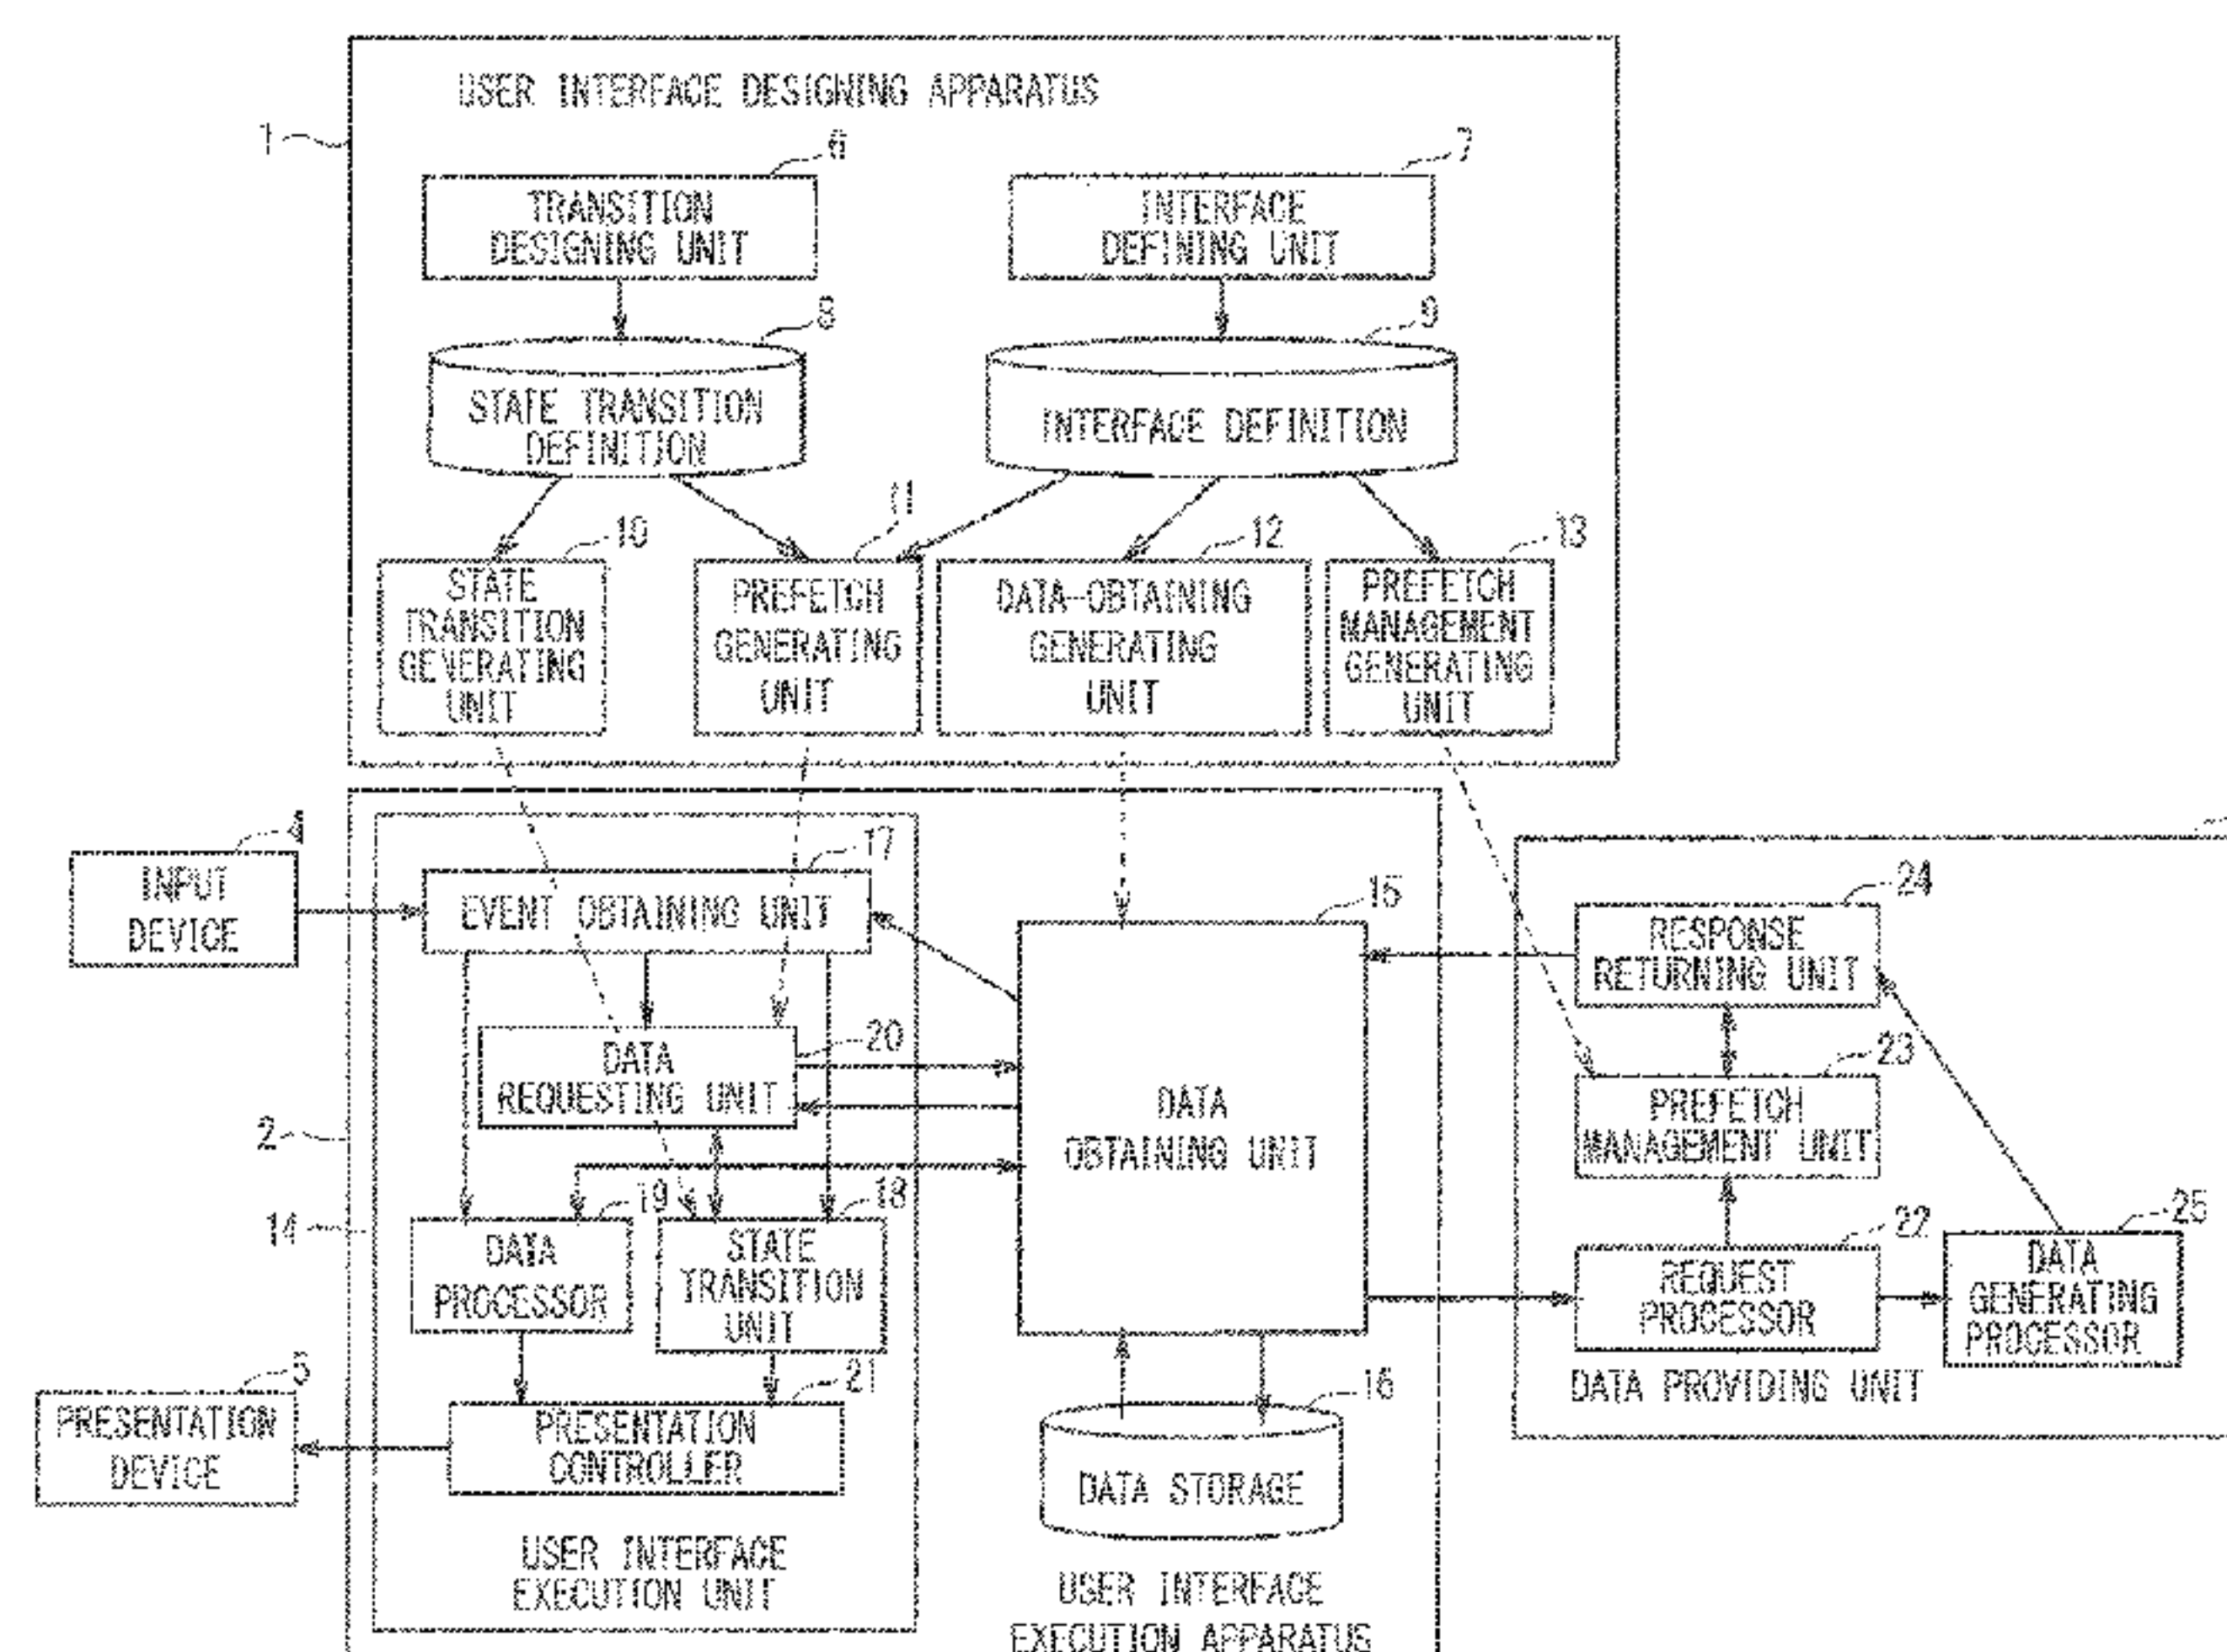 USER INTERFACE DESIGNING APPARATUS
1
6
7
TRANSITION
DESIGNING UNIT
INTERFACE
DEFINING UNIT
8
9
STATE TRANSITION
DEFINITION
INTERFACE DEFINITION
10
11
12
13
STATE
TRANSITION
GENERATING
UNIT
PREFETCH
GENERATING
UNIT
DATA-OBTAINING
GENERATING
UNIT
PREFETCH
MANAGEMENT
GENERATING
UNIT
4
INPUT
DEVICE
17
EVENT OBTAINING UNIT
15
24
RESPONSE
RETURNING UNIT
20
DATA
REQUESTING UNIT
DATA
OBTAINING UNIT
23
PREFETCH
MANAGEMENT UNIT
2
14
19
DATA
PROCESSOR
18
STATE
TRANSITION
UNIT
22
REQUEST
PROCESSOR
25
DATA
GENERATING
PROCESSOR
DATA PROVIDING UNIT
5
PRESENTATION
DEVICE
21
PRESENTATION
CONTROLLER
16
DATA STORAGE
USER INTERFACE
EXECUTION UNIT
USER INTERFACE
EXECUTION APPARATUS